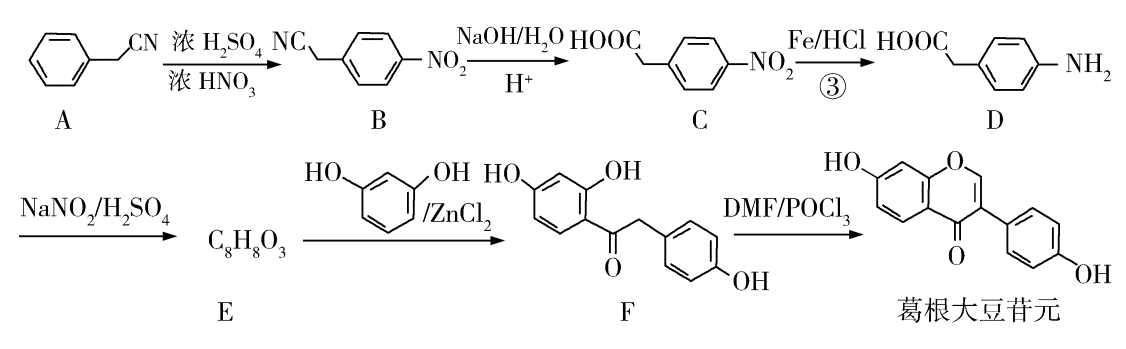 CN 浓 H₂SO₄ 浓 HNO₃ NC NO₂ NaOH/H₂O H⁺ HOOC NO₂ Fe/HCl ③ HOOC NH₂
A B C D
NaNO₂/H₂SO₄ C₈H₈O₃ HO OH /ZnCl₂ HO OH O OH DMF/POCl₃ HO O O OH
E F 葛根大豆苷元